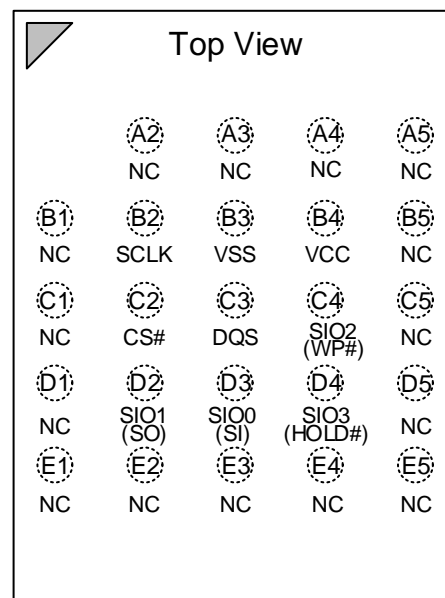 Top View
A2 A3 A4 A5
NC NC NC NC
B1 B2 B3 B4 B5
NC SCLK VSS VCC NC
C1 C2 C3 C4 C5
NC CS# DQS SIO2 NC
(WP#)
D1 D2 D3 D4 D5
NC SIO1 SIO0 SIO3 NC
(SO) (SI) (HOLD#)
E1 E2 E3 E4 E5
NC NC NC NC NC